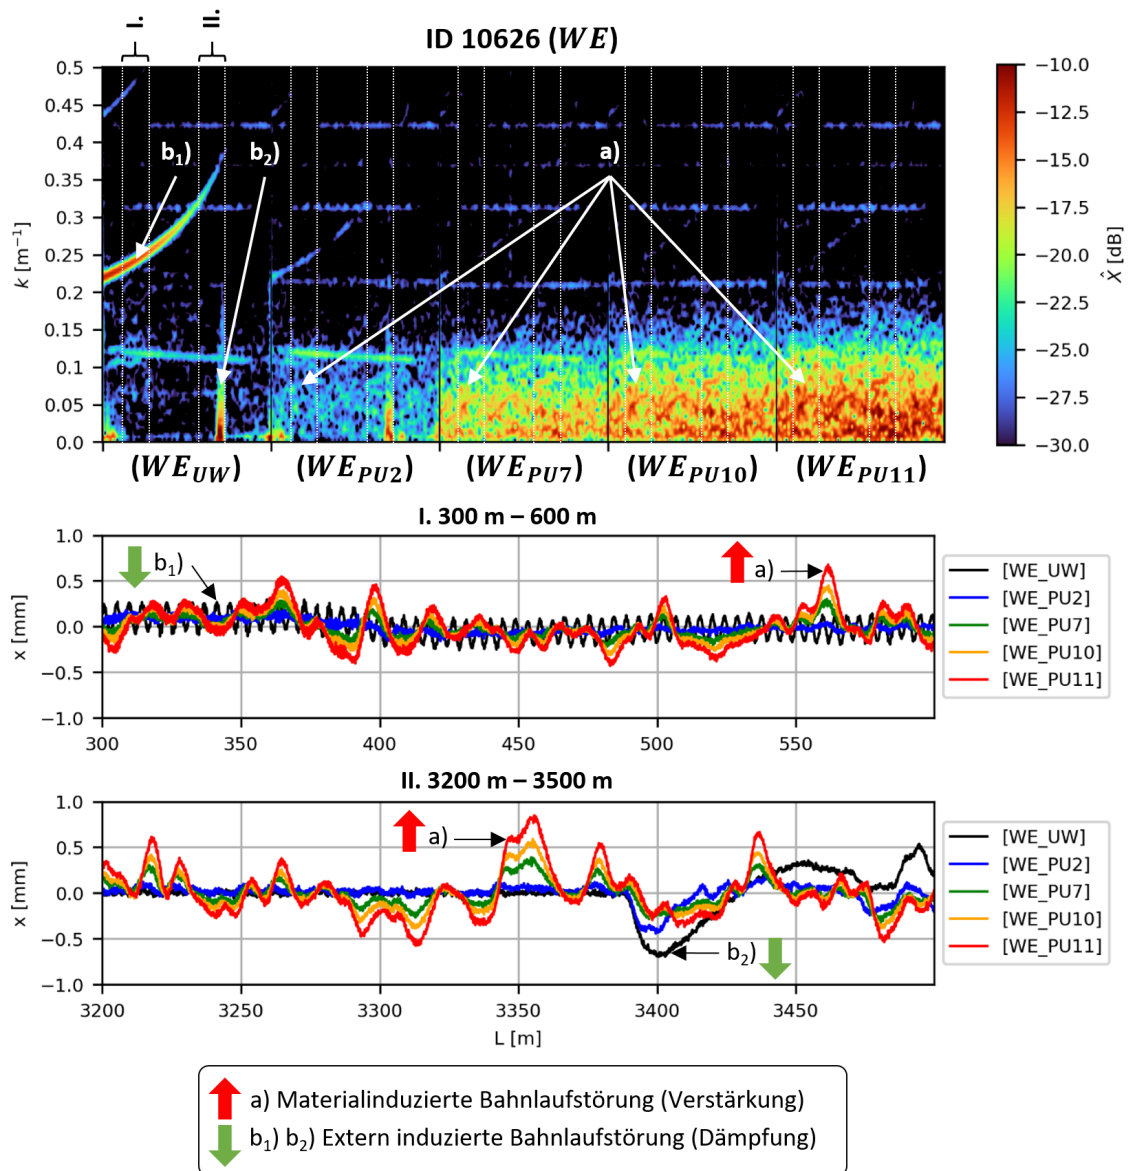 I. II.
ID 10626 (WE)
0.5
0.45
0.4
0.35
0.3
0.25
0.2
0.15
0.1
0.05
0.0
k [m⁻¹]
b₁) b₂) a)
−10.0
−12.5
−15.0
−17.5
−20.0
−22.5
−25.0
−27.5
−30.0
X̂ [dB]
(WE_UW) (WE_PU2) (WE_PU7) (WE_PU10) (WE_PU11)
I. 300 m – 600 m
1.0
0.5
0.0
−0.5
−1.0
x [mm]
b₁) a)
300 350 400 450 500 550
[WE_UW]
[WE_PU2]
[WE_PU7]
[WE_PU10]
[WE_PU11]
II. 3200 m – 3500 m
1.0
0.5
0.0
−0.5
−1.0
x [mm]
a) b₂)
3200 3250 3300 3350 3400 3450
L [m]
[WE_UW]
[WE_PU2]
[WE_PU7]
[WE_PU10]
[WE_PU11]
a) Materialinduzierte Bahnlaufstörung (Verstärkung)
b₁) b₂) Extern induzierte Bahnlaufstörung (Dämpfung)